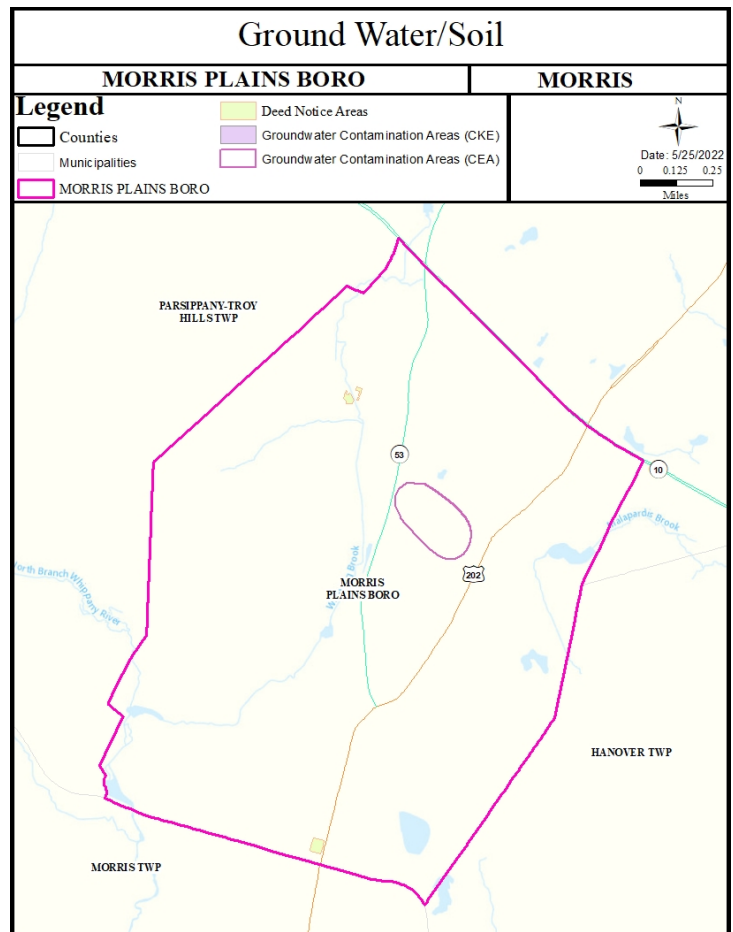 Ground Water/Soil
MORRIS PLAINS BORO
MORRIS
Legend
Counties
Municipalities
MORRIS PLAINS BORO
Deed Notice Areas
Groundwater Contamination Areas (CKE)
Groundwater Contamination Areas (CEA)
N
Date: 5/25/2022
0 0.125 0.25
Miles
PARSIPPANY-TROY
HILLS TWP
53
10
Brook
North Branch Whippany
River
Brook
202
MORRIS
PLAINS BORO
HANOVER TWP
MORRIS TWP